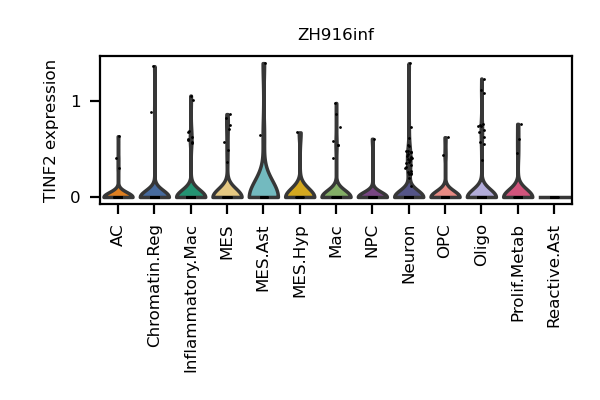 ZH916inf
TINF2 expression
1
0
AC
Chromatin.Reg
Inflammatory.Mac
MES
MES.Ast
MES.Hyp
Mac
NPC
Neuron
OPC
Oligo
Prolif.Metab
Reactive.Ast